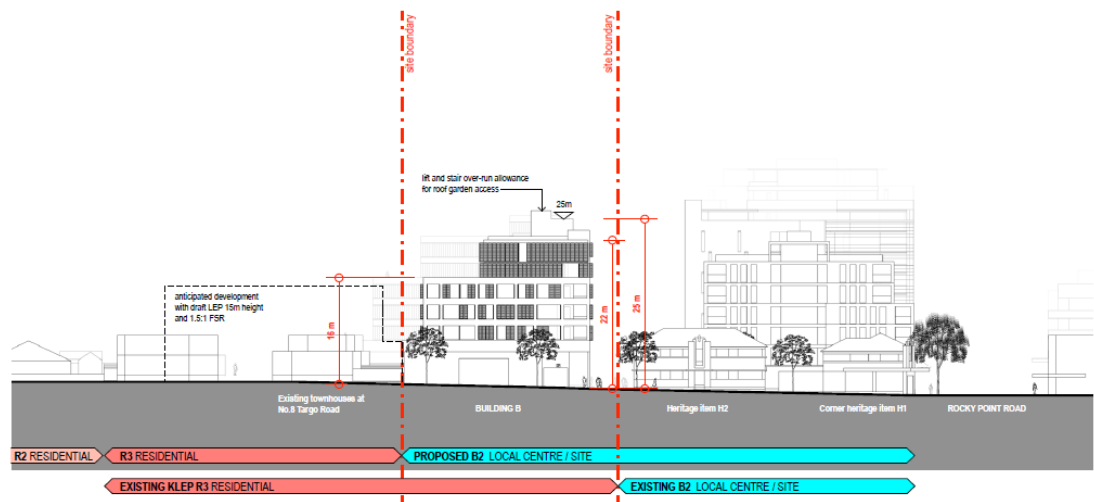 site boundary
site boundary
lift and stair over-run allowance
for roof garden access
25m
anticipated development
with draft LEP 15m height
and 1.5:1 FSR
16 m
22 m
25 m
Existing townhouses at
No.8 Targo Road
BUILDING B
Heritage item H2
Corner heritage item H1
ROCKY POINT ROAD
R2 RESIDENTIAL
R3 RESIDENTIAL
PROPOSED B2 LOCAL CENTRE / SITE
EXISTING KLEP R3 RESIDENTIAL
EXISTING B2 LOCAL CENTRE / SITE